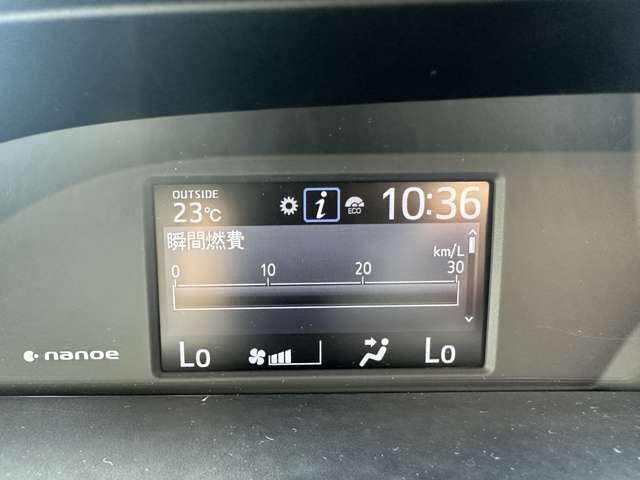 OUTSIDE
23℃ i ECO 10:36
瞬間燃費
km/L
0 10 20 30
nanoe
Lo Lo